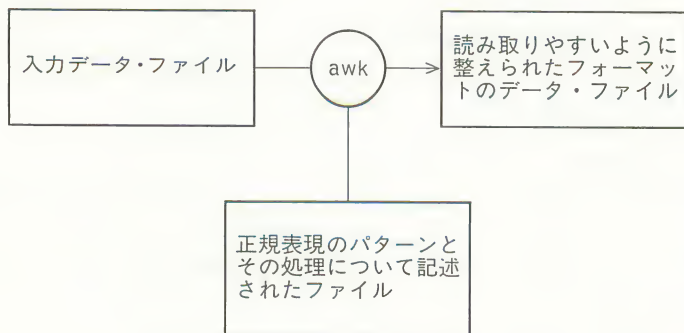 入力データ・ファイル
awk
読み取りやすいように
整えられたフォーマッ
トのデータ・ファイル
正規表現のパターンと
その処理について記述
されたファイル